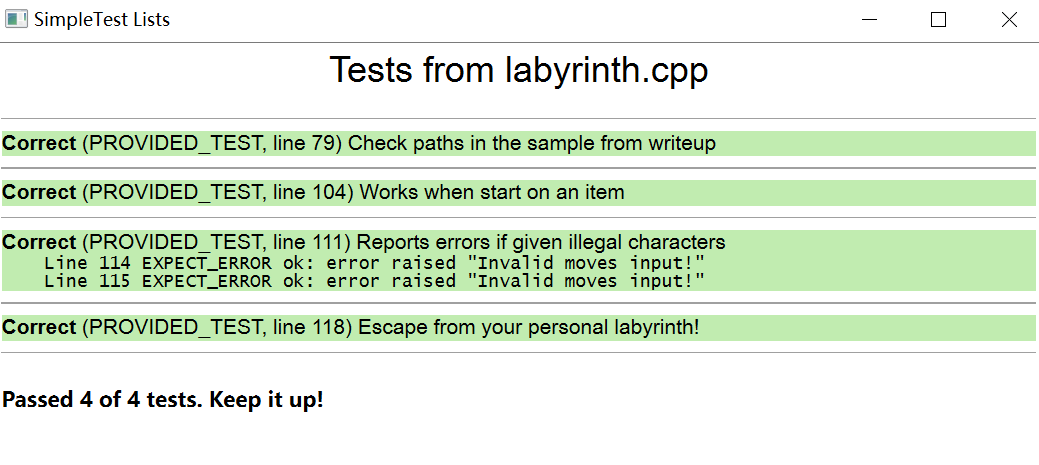 SimpleTest Lists
Tests from labyrinth.cpp
Correct (PROVIDED_TEST, line 79) Check paths in the sample from writeup
Correct (PROVIDED_TEST, line 104) Works when start on an item
Correct (PROVIDED_TEST, line 111) Reports errors if given illegal characters
Line 114 EXPECT_ERROR ok: error raised "Invalid moves input!"
Line 115 EXPECT_ERROR ok: error raised "Invalid moves input!"
Correct (PROVIDED_TEST, line 118) Escape from your personal labyrinth!
Passed 4 of 4 tests. Keep it up!